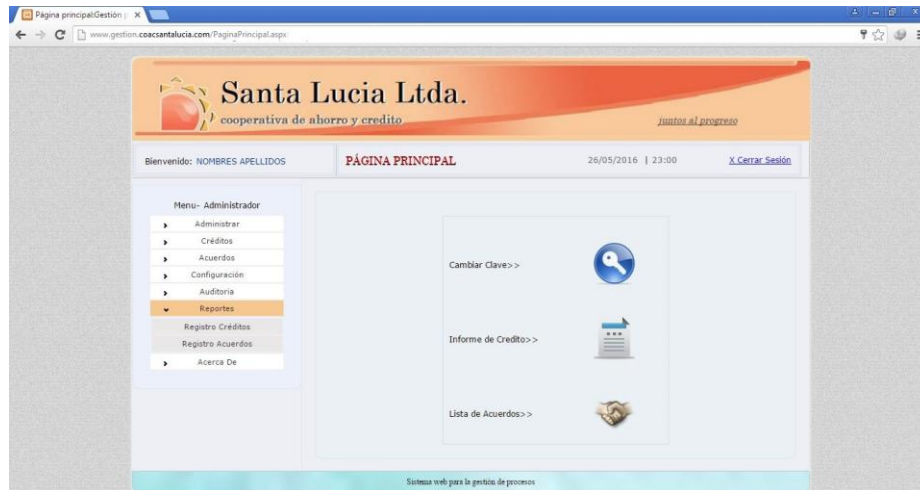 Página principal:Gestión p
www.gestion.coacsantalucia.com/PaginaPrincipal.aspx
Santa Lucia Ltda.
cooperativa de ahorro y credito
juntos al progreso
Bienvenido: NOMBRES APELLIDOS
PÁGINA PRINCIPAL
26/05/2016 | 23:00
X Cerrar Sesión
Menu- Administrador
Administrar
Créditos
Acuerdos
Configuración
Auditoria
Reportes
Registro Créditos
Registro Acuerdos
Acerca De
Cambiar Clave>>
Informe de Credito>>
Lista de Acuerdos>>
Sistema web para la gestión de procesos